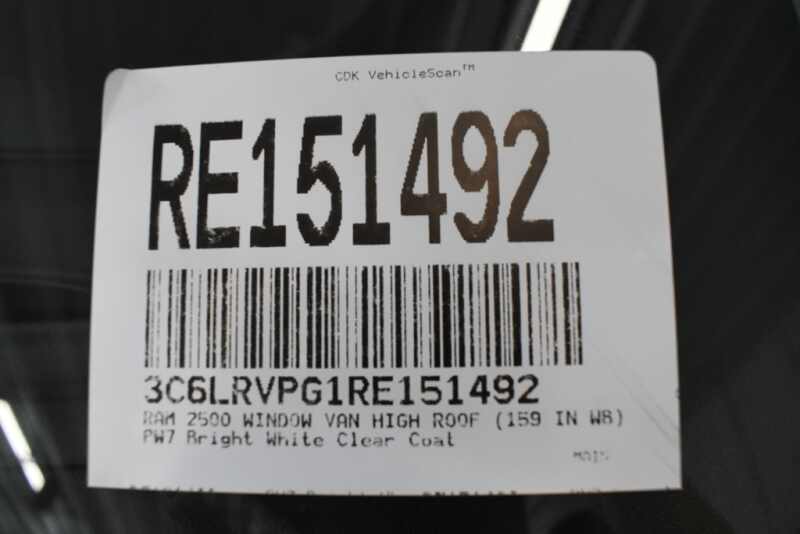 CDK VehicleScan™
RE151492
3C6LRVPG1RE151492
RAM 2500 WINDOW VAN HIGH ROOF (159 IN WB)
PW7 Bright White Clear Coat